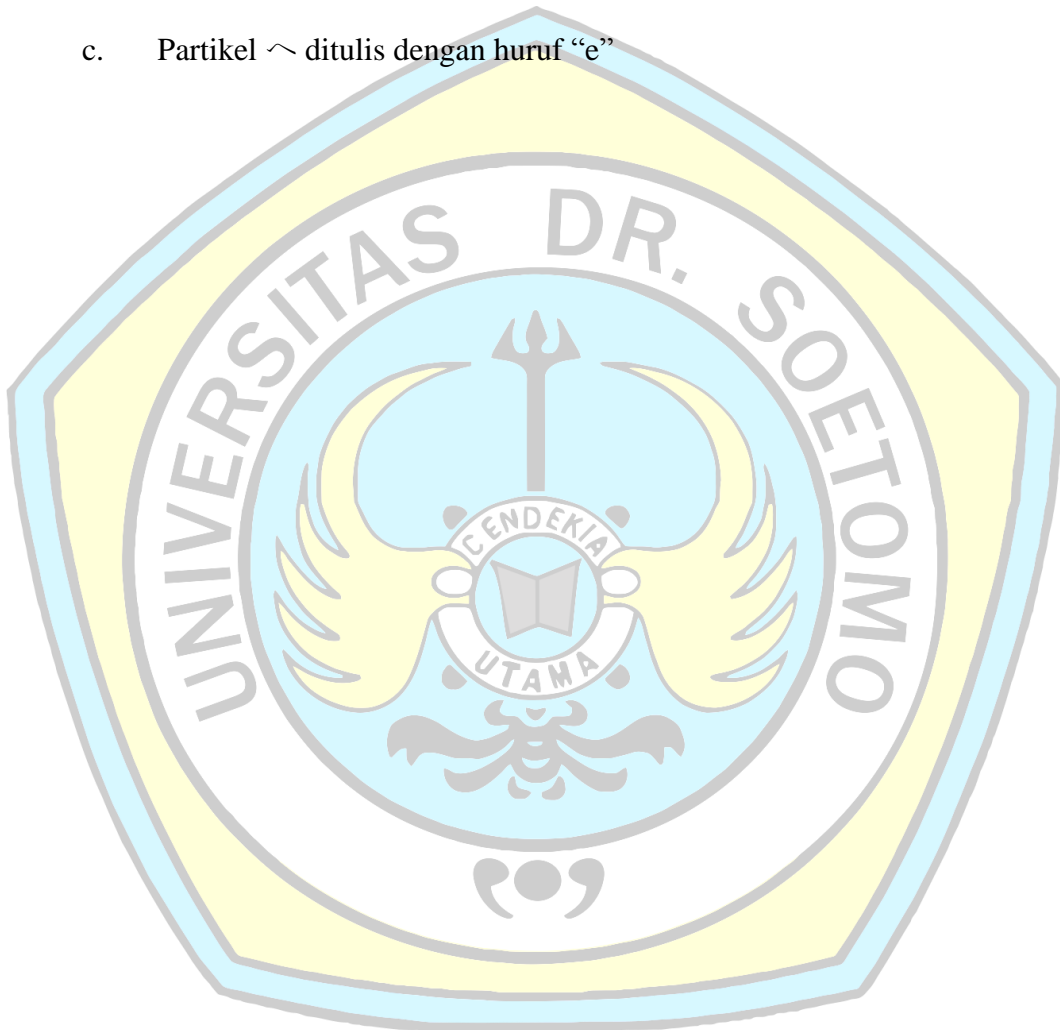 c. Partikel へ ditulis dengan huruf “e”
UNIVERSITAS DR. SOETOMO
CENDEKIA
UTAMA